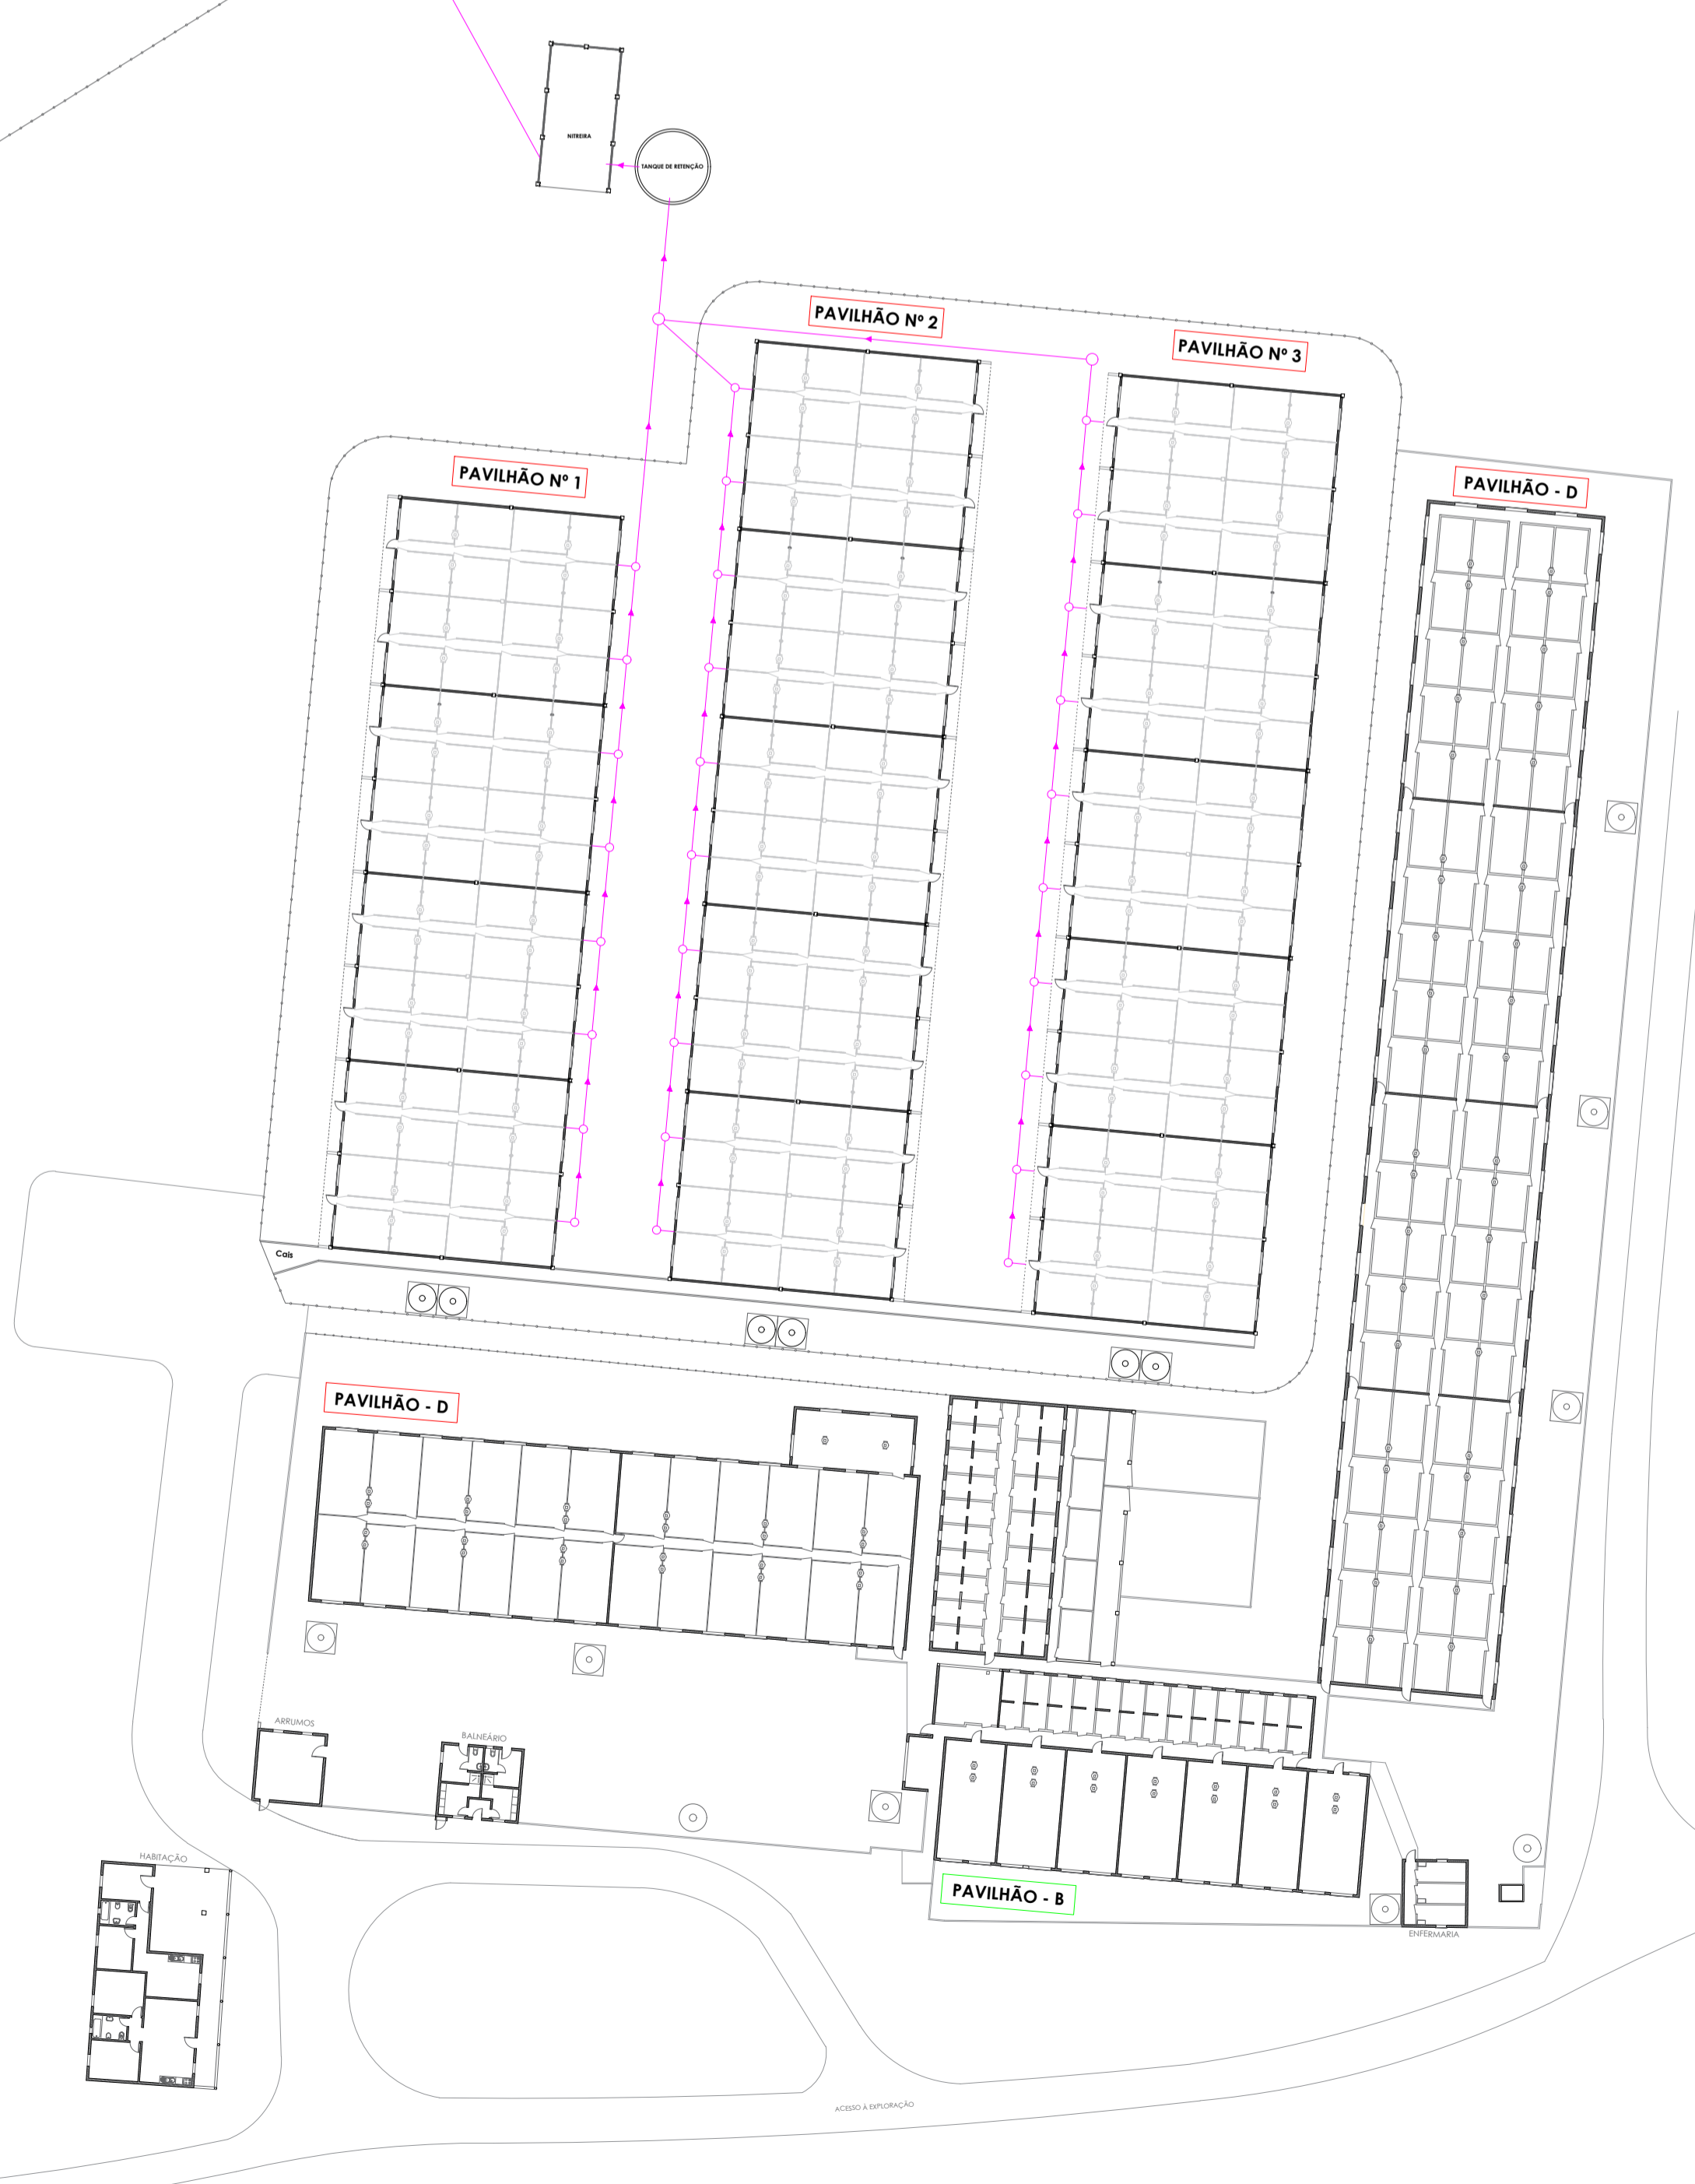 NITREIRA
TANQUE DE RETENÇÃO
PAVILHÃO Nº 2
PAVILHÃO Nº 3
PAVILHÃO Nº 1
PAVILHÃO - D
Cais
PAVILHÃO - D
ARRUMOS
BALNEÁRIO
HABITAÇÃO
PAVILHÃO - B
ENFERMARIA
ACESSO À EXPLORAÇÃO